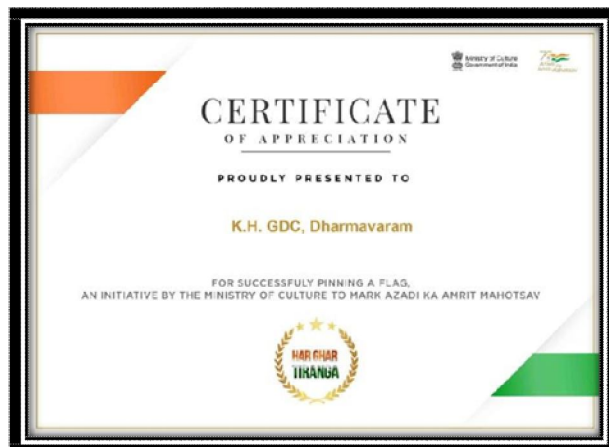 Ministry of Culture
Government of India
CERTIFICATE
OF APPRECIATION
PROUDLY PRESENTED TO
K.H. GDC, Dharmavaram
FOR SUCCESSFULY PINNING A FLAG,
AN INITIATIVE BY THE MINISTRY OF CULTURE TO MARK AZADI KA AMRIT MAHOTSAV
HAR GHAR
TIRANGA